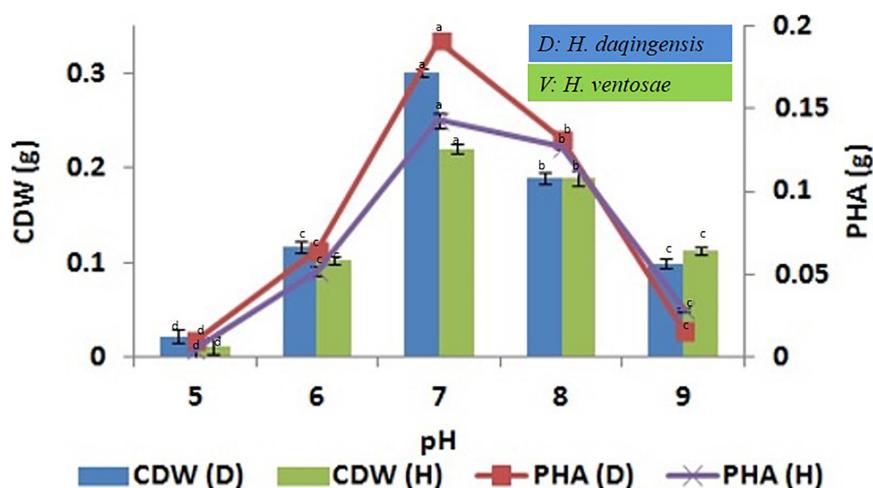 D: H. daqingensis
V: H. ventosae
CDW (g)
0.3
0.2
0.1
0
PHA (g)
0.2
0.15
0.1
0.05
0
a
a
a
a
b
b
b
b
c
c
c
c
c
c
c
c
d
d
d
d
5 6 7 8 9
pH
CDW (D) CDW (H) PHA (D) PHA (H)